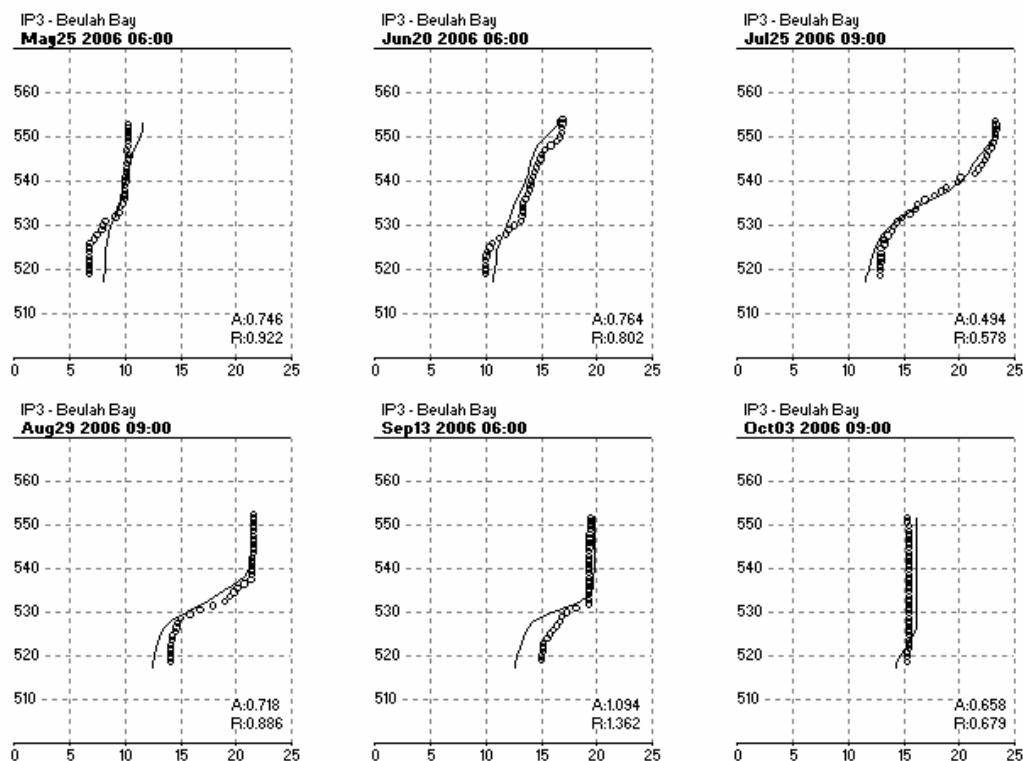 IP3 - Beulah Bay
May25 2006 06:00
560
550
540
530
520
510
A:0.746
R:0.922
0 5 10 15 20 25
IP3 - Beulah Bay
Jun20 2006 06:00
560
550
540
530
520
510
A:0.764
R:0.802
0 5 10 15 20 25
IP3 - Beulah Bay
Jul25 2006 09:00
560
550
540
530
520
510
A:0.494
R:0.578
0 5 10 15 20 25
IP3 - Beulah Bay
Aug29 2006 09:00
560
550
540
530
520
510
A:0.718
R:0.886
0 5 10 15 20 25
IP3 - Beulah Bay
Sep13 2006 06:00
560
550
540
530
520
510
A:1.094
R:1.362
0 5 10 15 20 25
IP3 - Beulah Bay
Oct03 2006 09:00
560
550
540
530
520
510
A:0.658
R:0.679
0 5 10 15 20 25